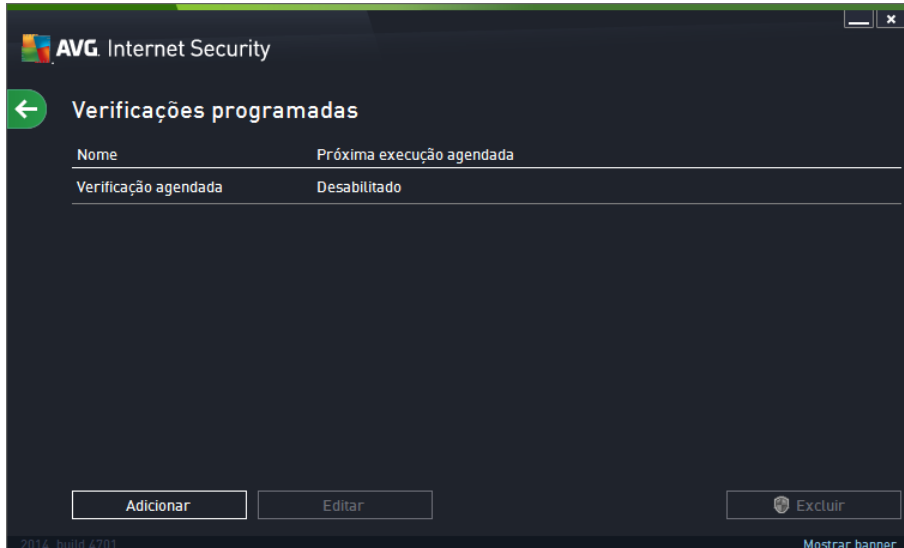 AVG. Internet Security
Verificações programadas
Nome Próxima execução agendada
Verificação agendada Desabilitado
Adicionar Editar Excluir
2014 build 4701 Mostrar banner